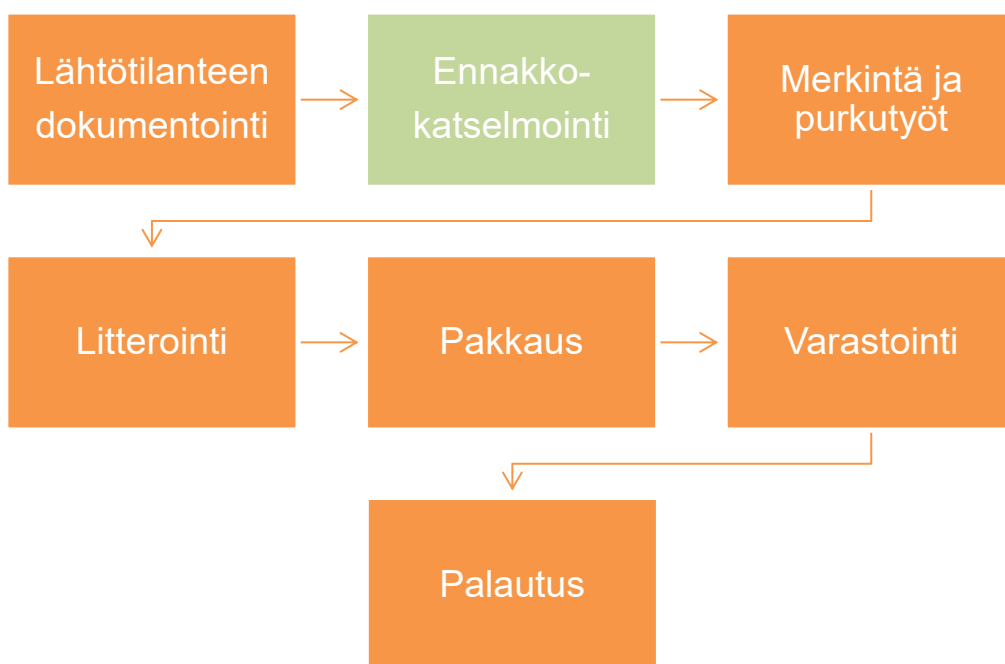 Lähtötilanteen
dokumentointi
Ennakko-
katselmointi
Merkintä ja
purkutyöt
Litterointi
Pakkaus
Varastointi
Palautus